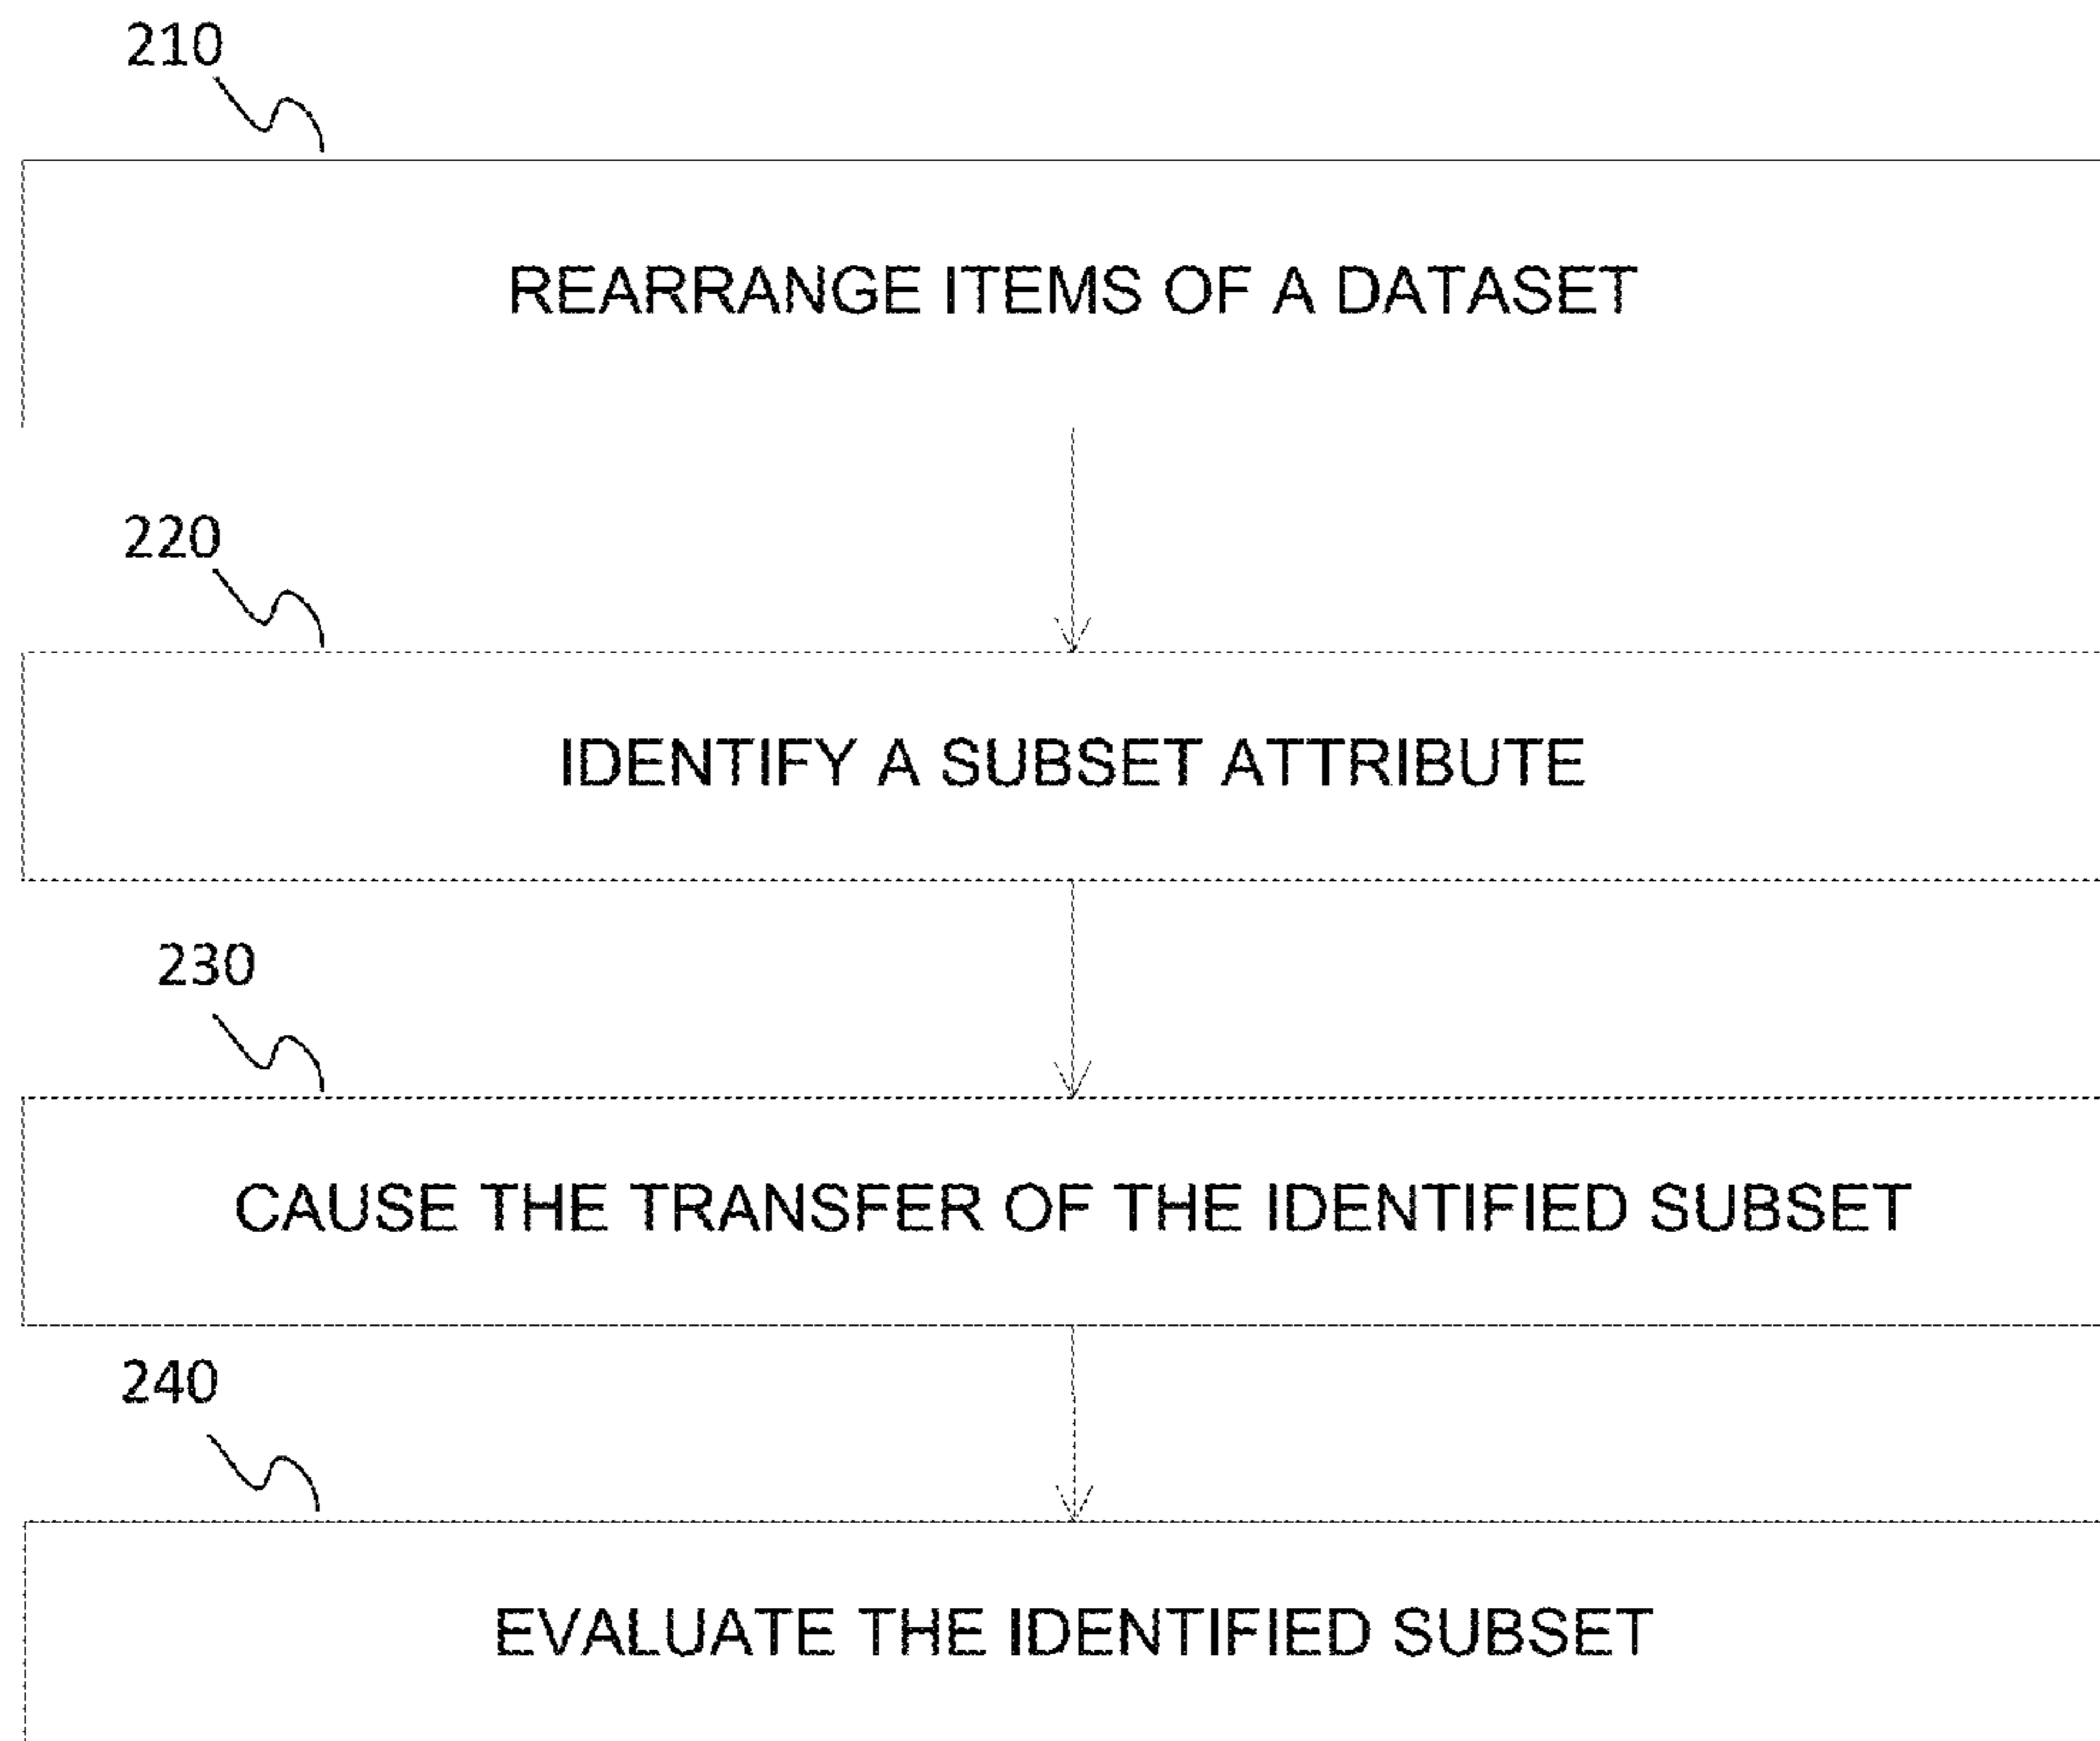 210
REARRANGE ITEMS OF A DATASET
220
IDENTIFY A SUBSET ATTRIBUTE
230
CAUSE THE TRANSFER OF THE IDENTIFIED SUBSET
240
EVALUATE THE IDENTIFIED SUBSET